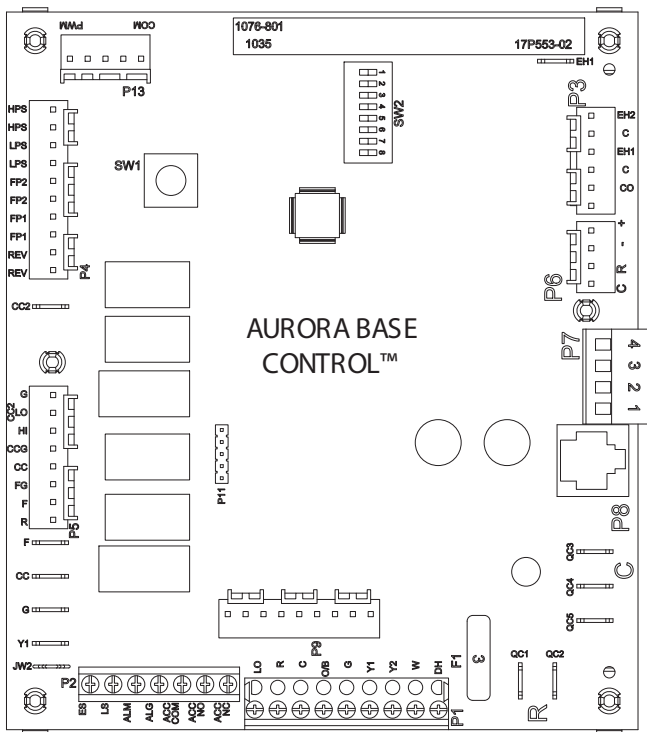 PWM COM
P13
1076-801
1035 17P553-02
EH1
1
2
3
4
5
6
7
8
SW2
P3
EH2
C
EH1
C
CO
HPS
HPS
LPS
LPS
FP2
FP2
FP1
FP1
REV
REV
P4
SW1
+
-
R
C
P6
CC2
AURORA BASE
CONTROL™
P7
4
3
2
1
G
CC2
LO
HI
CCG
CC
FG
F
R
P5
P11
P8
F
CC
G
Y1
JW2
QC3
QC4
QC5
C
P9
P2
ES
LS
ALM
ALG
ACC COM
ACC NO
ACC NC
LO
R
C
O/B
G
Y1
Y2
W
DH
P1
F1
3
QC1
QC2
R